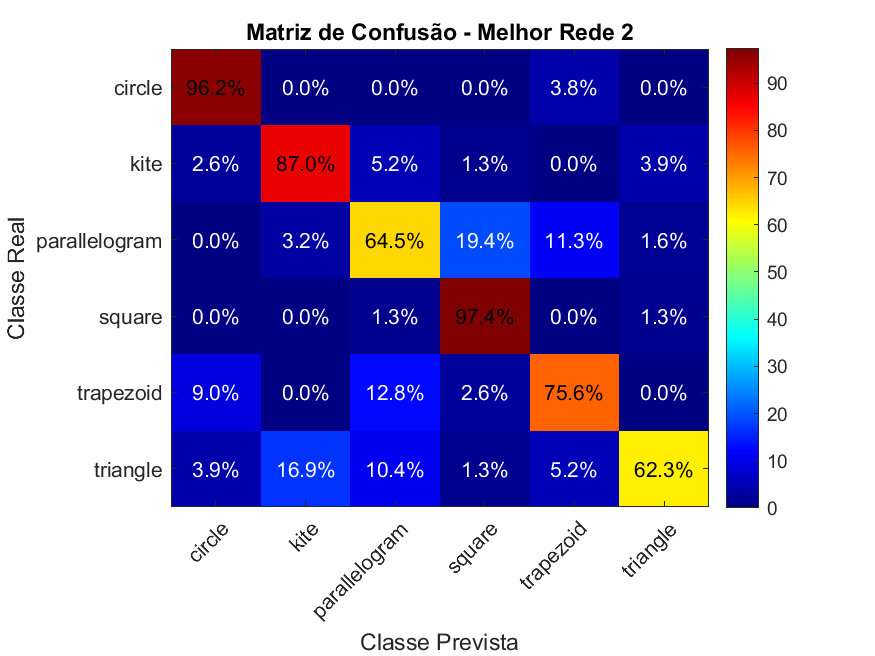 Matriz de Confusão - Melhor Rede 2
Classe Real
circle 96.2% 0.0% 0.0% 0.0% 3.8% 0.0%
kite 2.6% 87.0% 5.2% 1.3% 0.0% 3.9%
parallelogram 0.0% 3.2% 64.5% 19.4% 11.3% 1.6%
square 0.0% 0.0% 1.3% 97.4% 0.0% 1.3%
trapezoid 9.0% 0.0% 12.8% 2.6% 75.6% 0.0%
triangle 3.9% 16.9% 10.4% 1.3% 5.2% 62.3%
circle kite parallelogram square trapezoid triangle
Classe Prevista
90
80
70
60
50
40
30
20
10
0